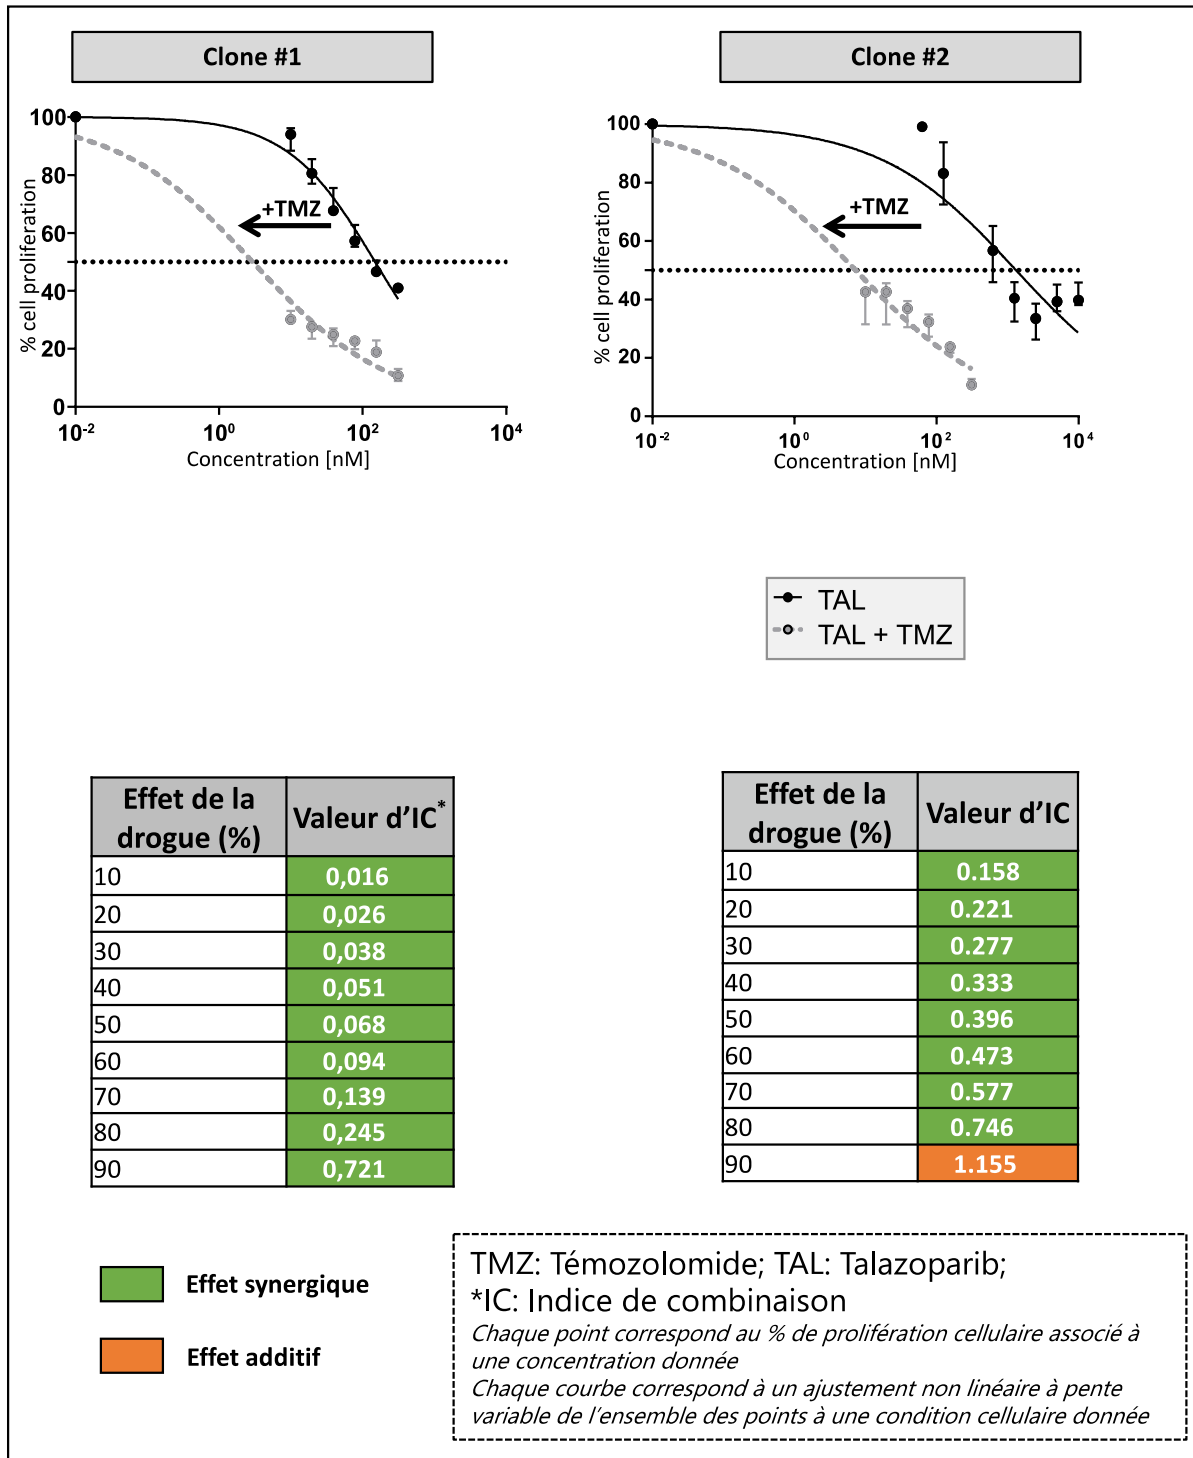 Clone #1
Clone #2
100
80
60
40
20
0
% cell proliferation
+TMZ
10-2
100
102
104
Concentration [nM]
100
80
60
40
20
0
% cell proliferation
+TMZ
10-2
100
102
104
Concentration [nM]
TAL
TAL + TMZ
Effet de la drogue (%) Valeur d’IC*
10 0,016
20 0,026
30 0,038
40 0,051
50 0,068
60 0,094
70 0,139
80 0,245
90 0,721
Effet de la drogue (%) Valeur d’IC
10 0.158
20 0.221
30 0.277
40 0.333
50 0.396
60 0.473
70 0.577
80 0.746
90 1.155
Effet synergique
Effet additif
TMZ: Témozolomide; TAL: Talazoparib;
*IC: Indice de combinaison
Chaque point correspond au % de prolifération cellulaire associé à
une concentration donnée
Chaque courbe correspond à un ajustement non linéaire à pente
variable de l’ensemble des points à une condition cellulaire donnée